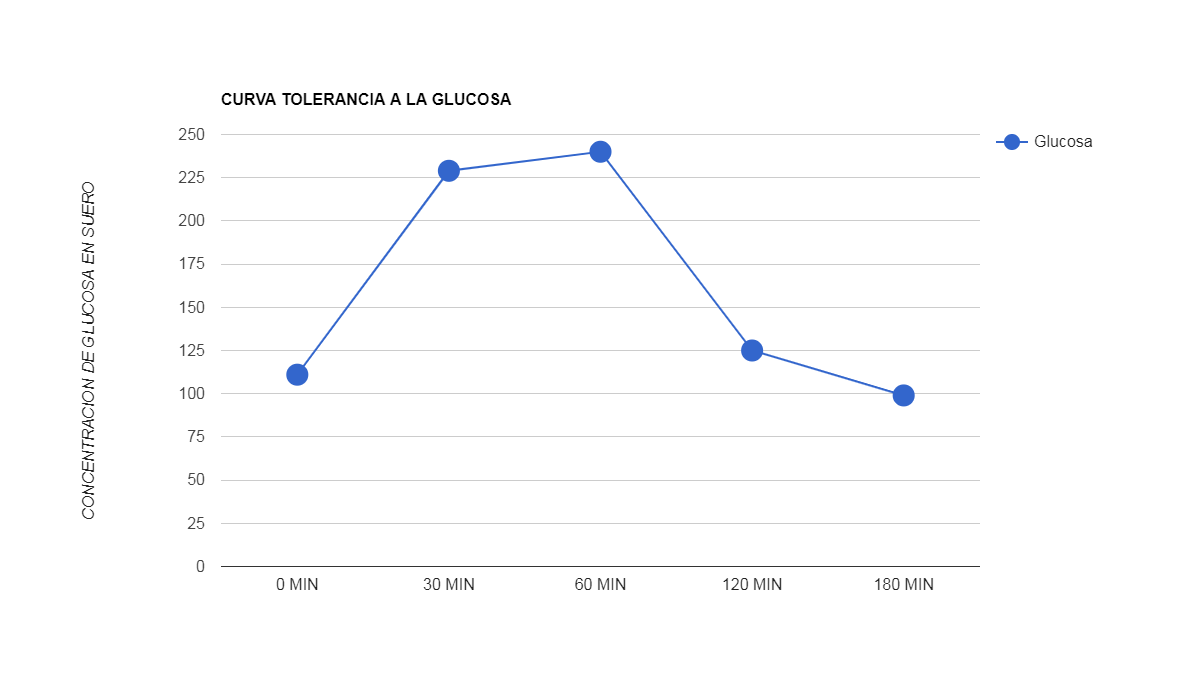 CURVA TOLERANCIA A LA GLUCOSA
Glucosa
CONCENTRACION DE GLUCOSA EN SUERO
250
225
200
175
150
125
100
75
50
25
0
0 MIN
30 MIN
60 MIN
120 MIN
180 MIN